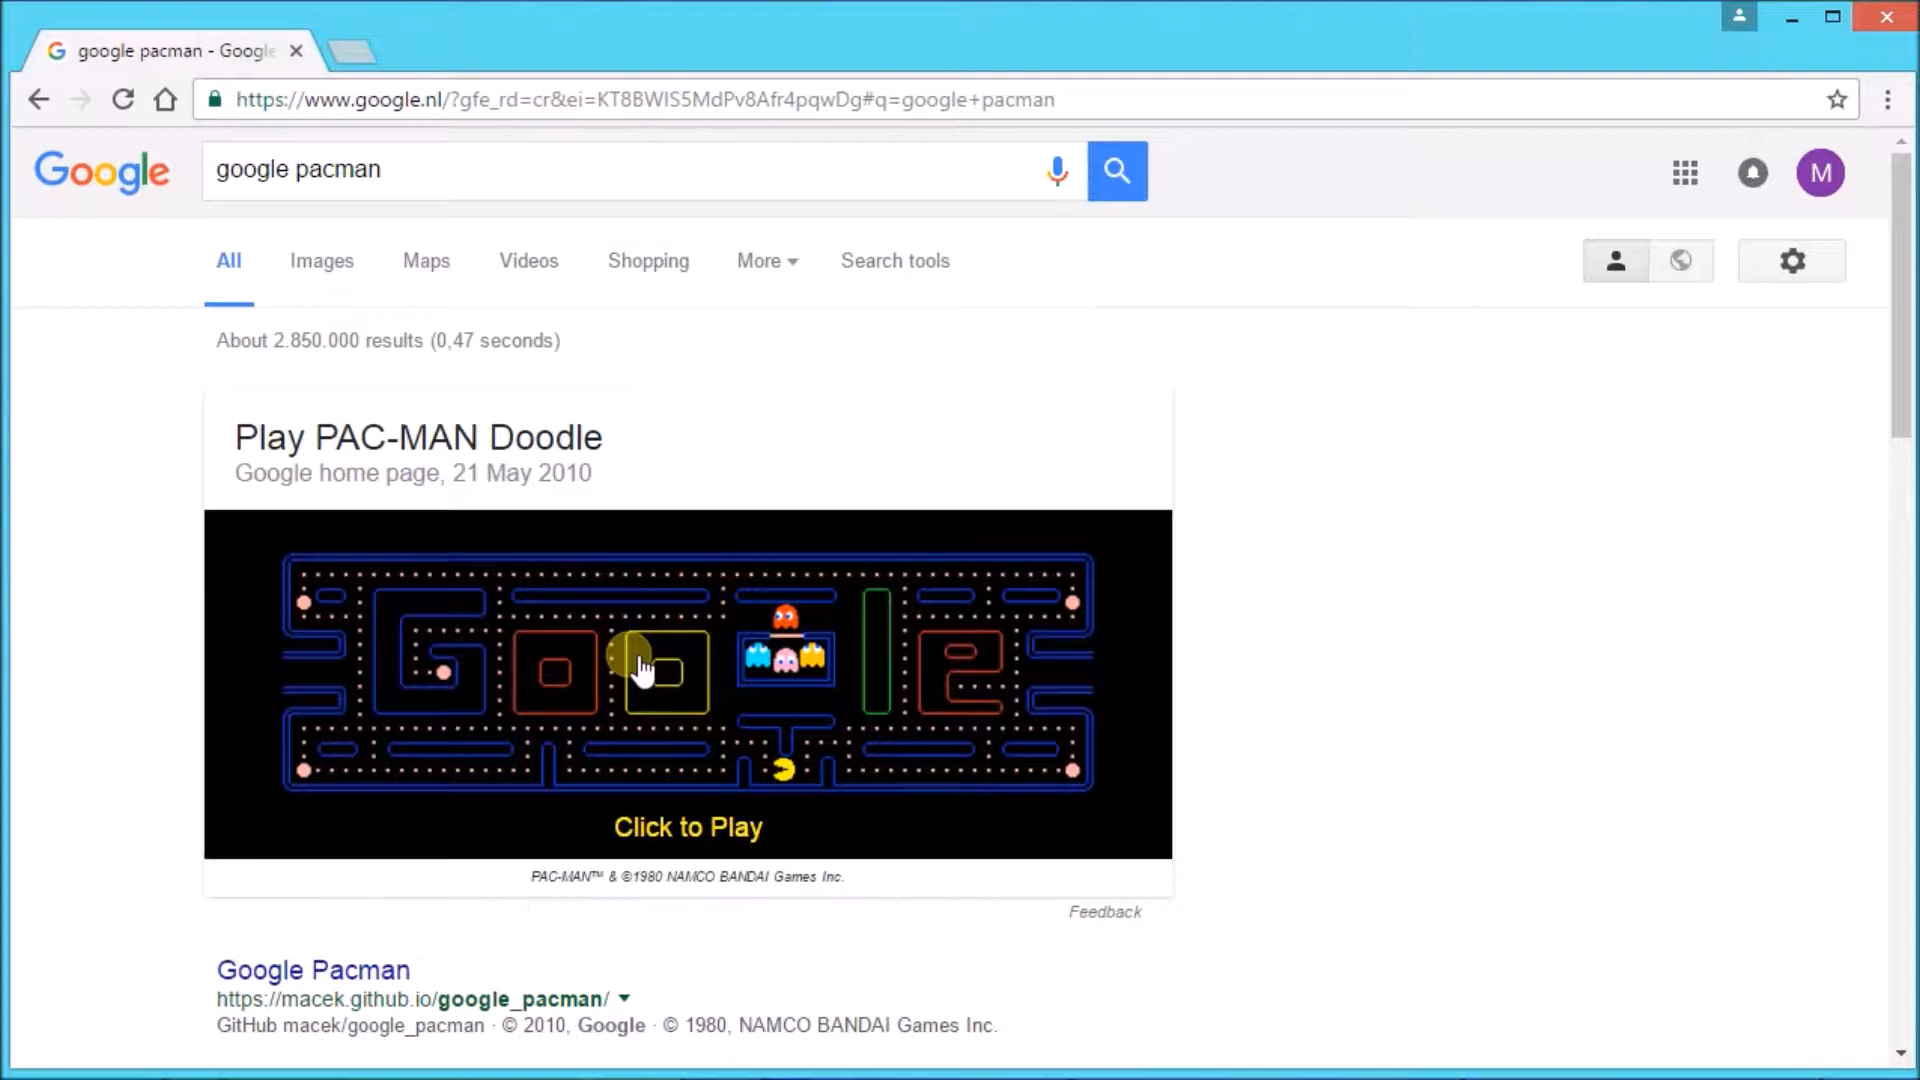 google pacman - Google
https://www.google.nl/?gfe_rd=cr&ei=KT8BWIS5MdPv8Afr4pqwDg#q=google+pacman
Google
google pacman
M
All Images Maps Videos Shopping More Search tools
About 2.850.000 results (0,47 seconds)
Play PAC-MAN Doodle
Google home page, 21 May 2010
Google
Click to Play
PAC-MAN™ & ©1980 NAMCO BANDAI Games Inc.
Feedback
Google Pacman
https://macek.github.io/google_pacman/
GitHub macek/google_pacman · © 2010, Google · © 1980, NAMCO BANDAI Games Inc.